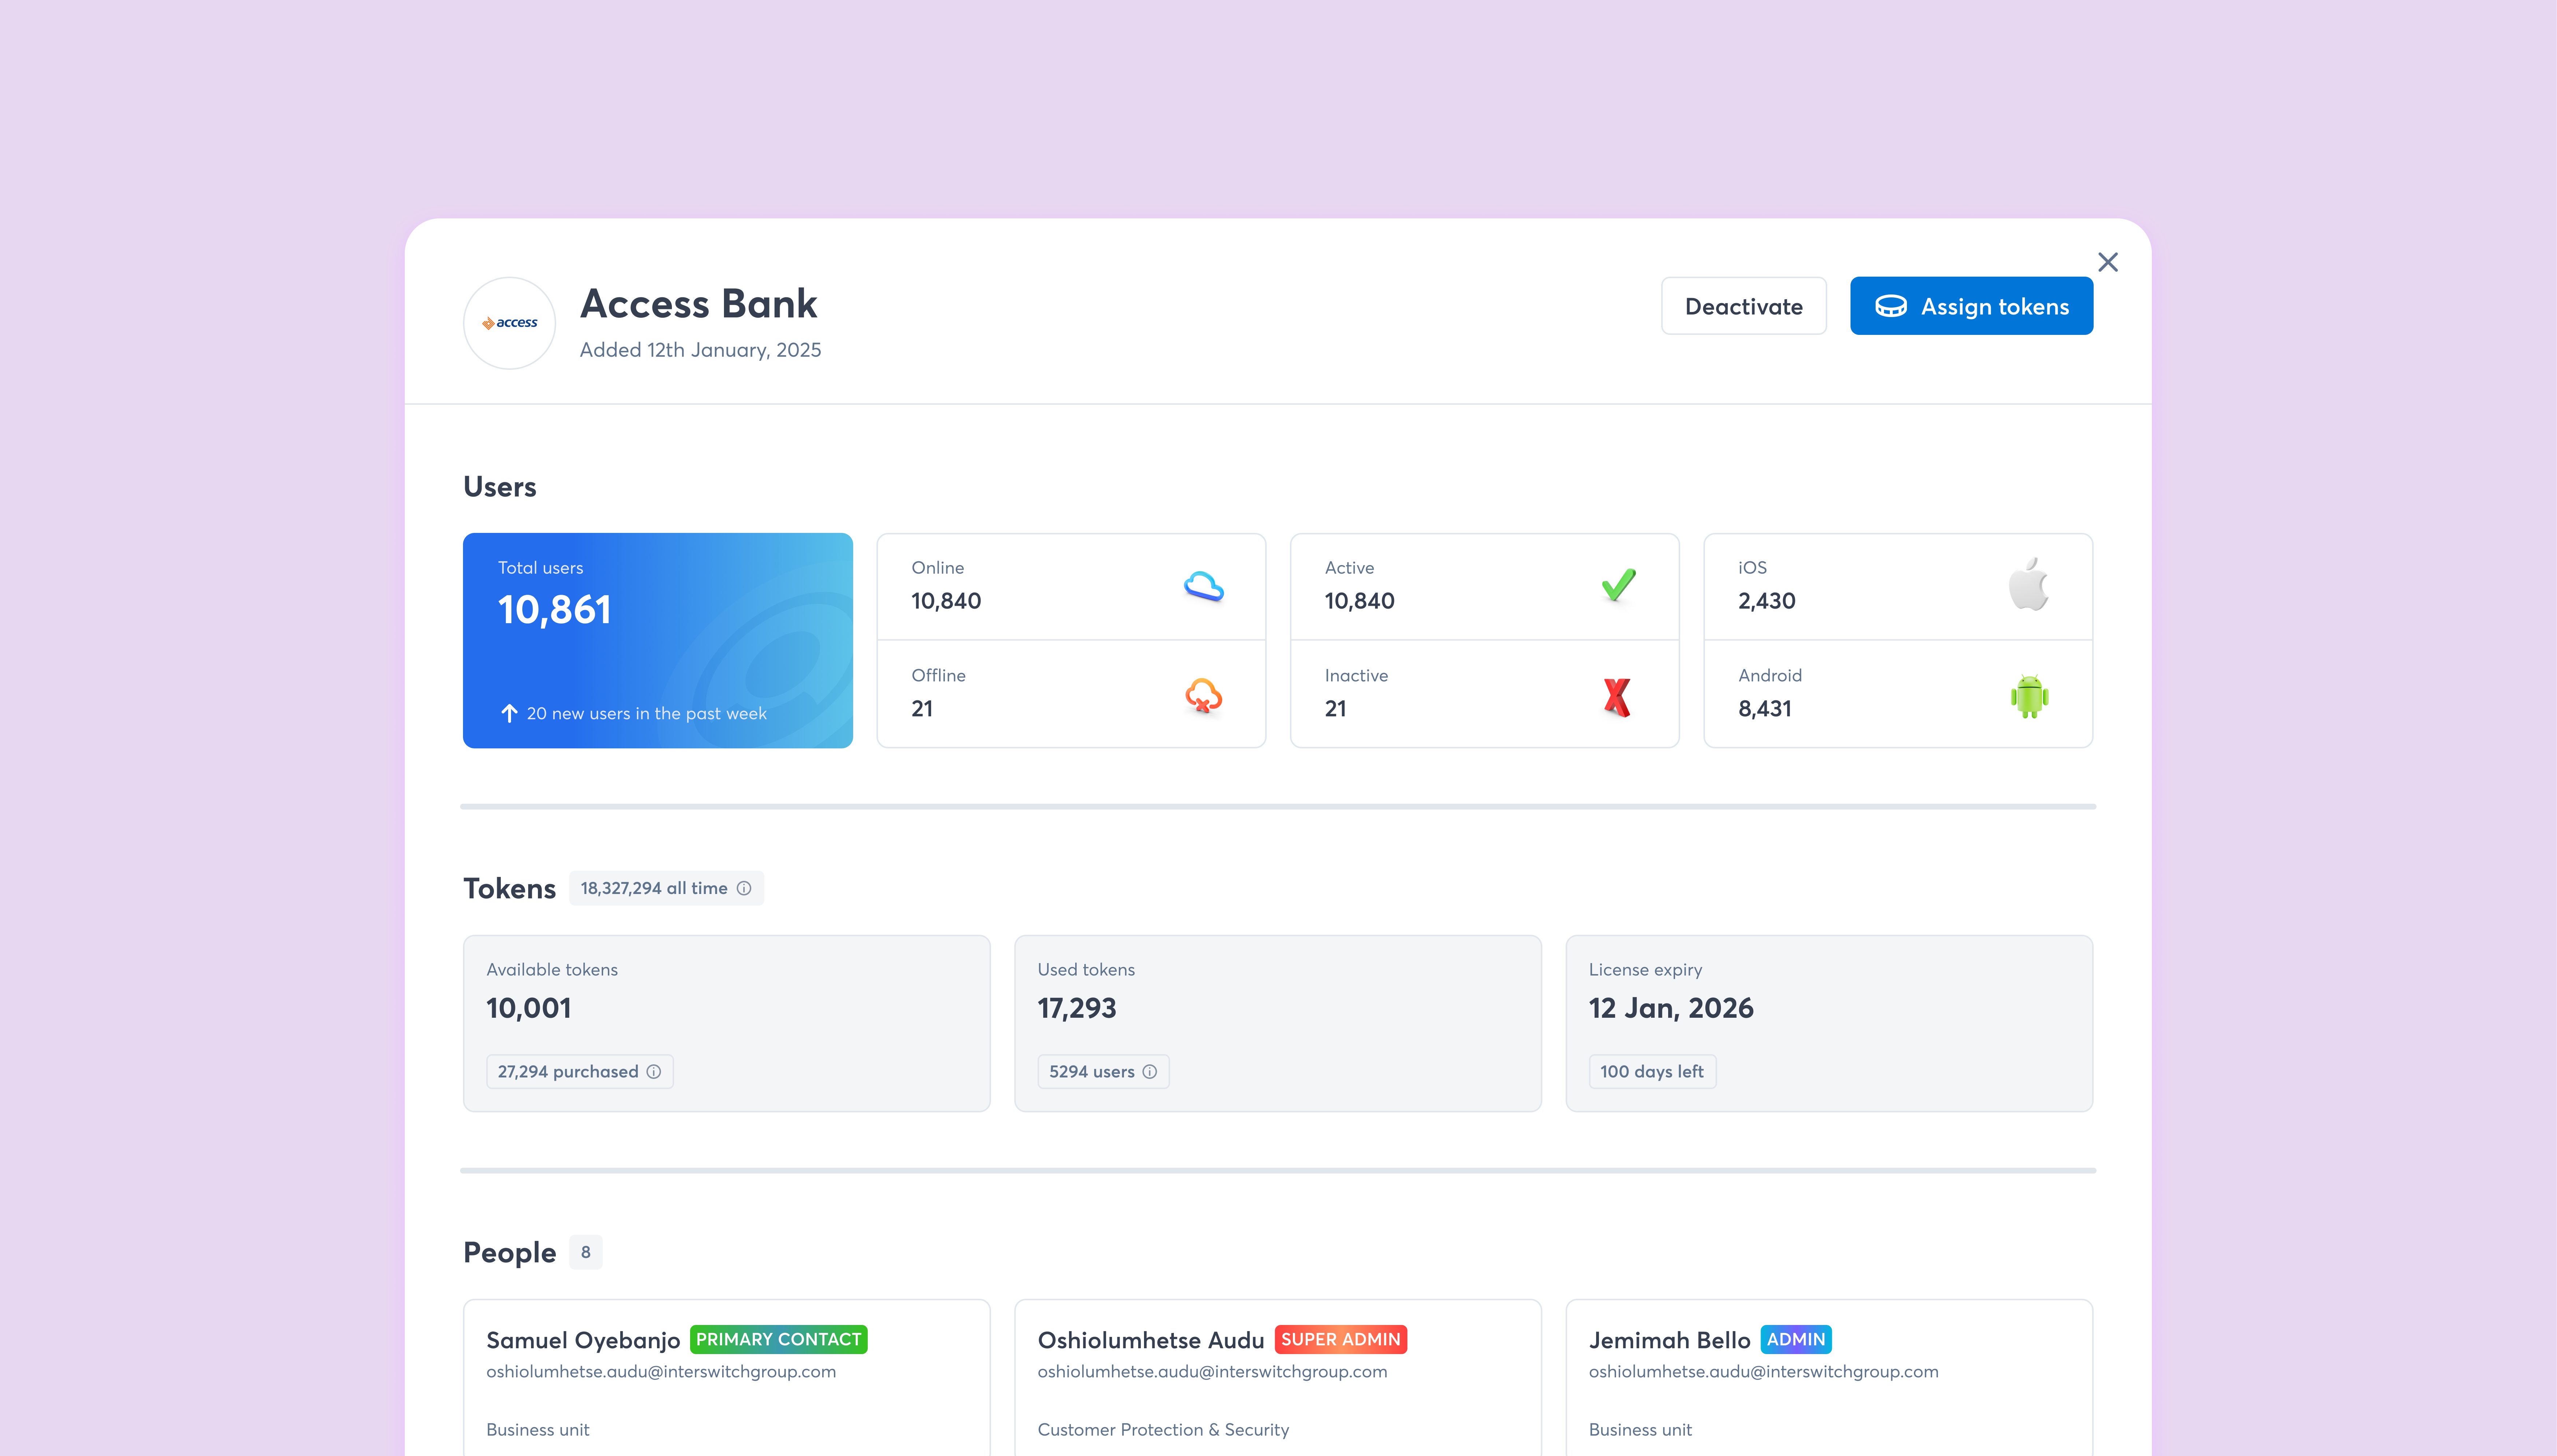 access
Access Bank
Added 12th January, 2025
Deactivate
Assign tokens
Users
Total users
10,861
20 new users in the past week
Online
10,840
Offline
21
Active
10,840
Inactive
21
iOS
2,430
Android
8,431
Tokens
18,327,294 all time
Available tokens
10,001
27,294 purchased
Used tokens
17,293
5294 users
License expiry
12 Jan, 2026
100 days left
People
8
Samuel Oyebanjo PRIMARY CONTACT
oshiolumhetse.audu@interswitchgroup.com
Business unit
Oshiolumhetse Audu SUPER ADMIN
oshiolumhetse.audu@interswitchgroup.com
Customer Protection & Security
Jemimah Bello ADMIN
oshiolumhetse.audu@interswitchgroup.com
Business unit